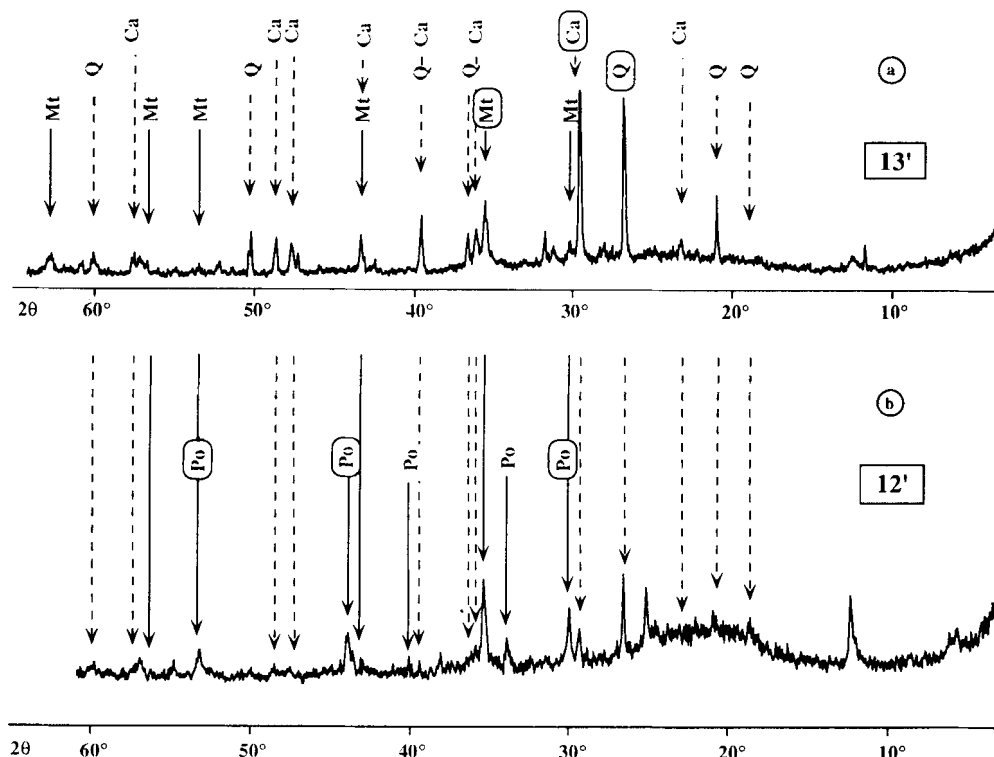 Ca Ca Ca Ca Ca Ca Ca Ca
Q Q Q Q Q Q Q a
Mt Mt Mt Mt Mt Mt
13'
2θ 60° 50° 40° 30° 20° 10°
b
Po Po Po Po Po
12'
2θ 60° 50° 40° 30° 20° 10°